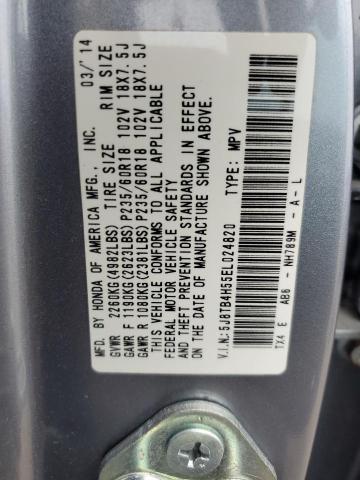 MFD. BY HONDA OF AMERICA MFG., INC. 03/'14
TIRE SIZE RIM SIZE
GVWR 2260KG(4982LBS)
GAWR F 1190KG(2623LBS) P235/60R18 102V 18X7.5J
GAWR R 1080KG(2381LBS) P235/60R18 102V 18X7.5J
THIS VEHICLE CONFORMS TO ALL APPLICABLE
FEDERAL MOTOR VEHICLE SAFETY
AND THEFT PREVENTION STANDARDS IN EFFECT
ON THE DATE OF MANUFACTURE SHOWN ABOVE.
V.I.N.:5J8TB4H55EL024820 TYPE: MPV
TX4 E AB6 NH789M - A - L